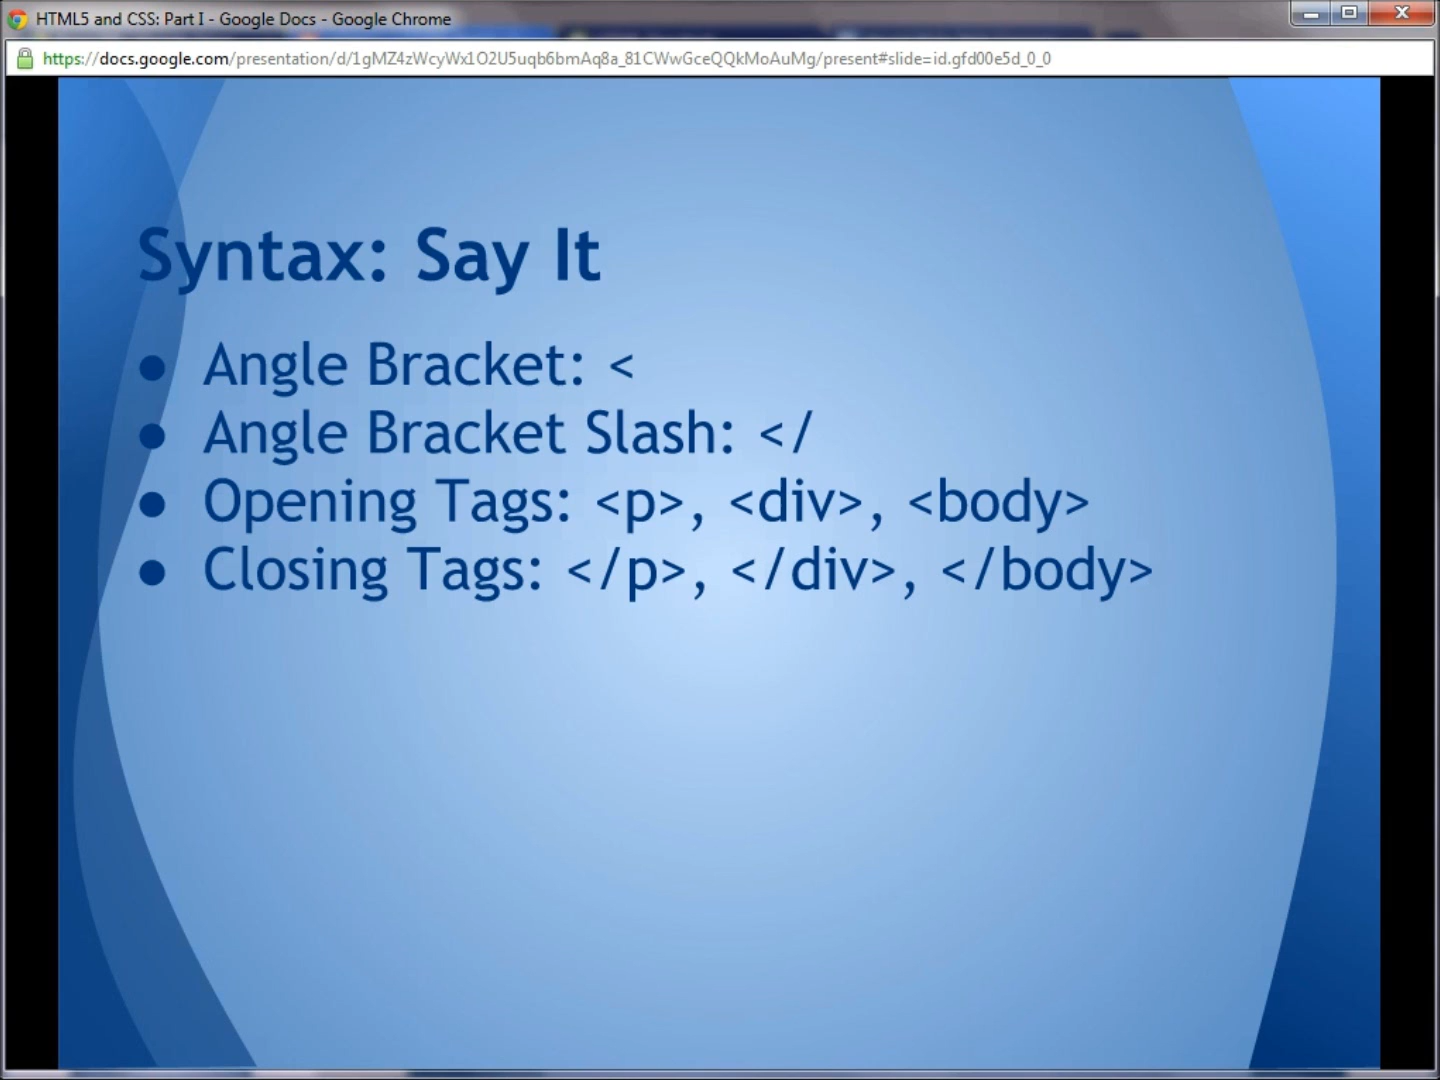 HTML5 and CSS: Part I - Google Docs - Google Chrome
https://docs.google.com/presentation/d/1gMZ4zWcyWx1O2U5uqb6bmAq8a_81CWwGceQQkMoAuMg/present#slide=id.gfd00e5d_0_0
Syntax: Say It
● Angle Bracket: <
● Angle Bracket Slash: </
● Opening Tags: <p>, <div>, <body>
● Closing Tags: </p>, </div>, </body>